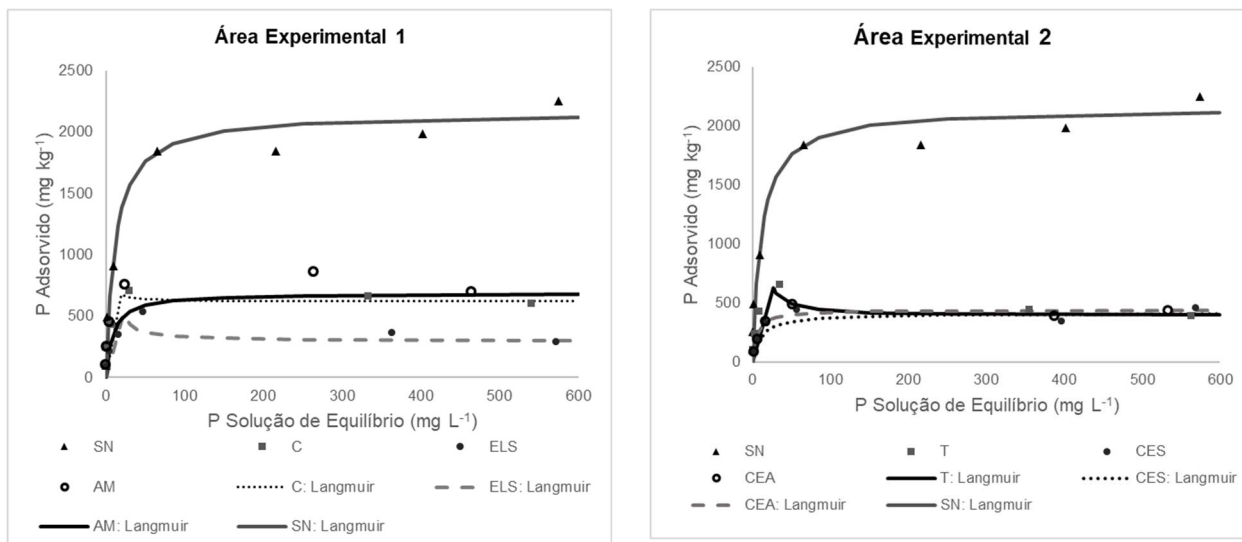 Área Experimental 1
2500
2000
1500
1000
500
0
P Adsorvido (mg kg⁻¹)
0 100 200 300 400 500 600
P Solução de Equilíbrio (mg L⁻¹)
SN C ELS
AM C: Langmuir ELS: Langmuir
AM: Langmuir SN: Langmuir
Área Experimental 2
2500
2000
1500
1000
500
0
P Adsorvido (mg kg⁻¹)
0 100 200 300 400 500 600
P Solução de Equilíbrio (mg L⁻¹)
SN T CES
CEA T: Langmuir CES: Langmuir
CEA: Langmuir SN: Langmuir